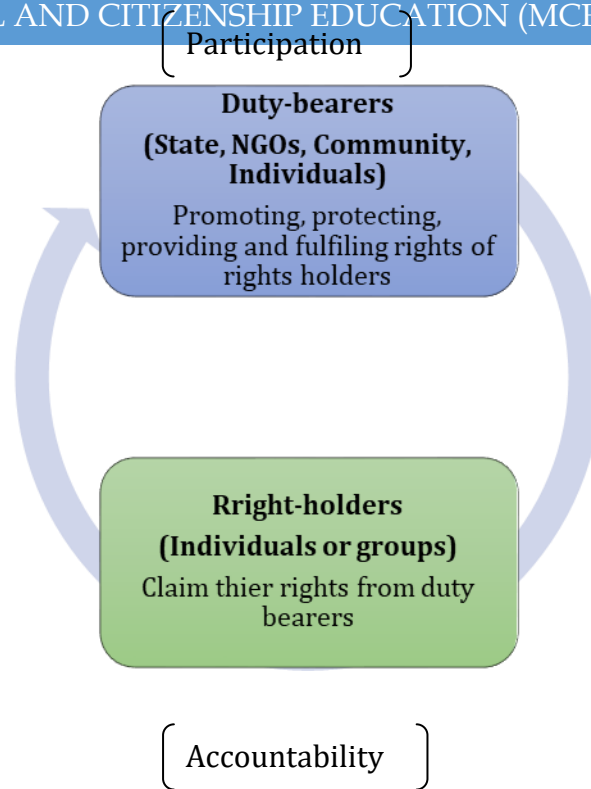 L AND CITIZENSHIP EDUCATION (MCE
Participation
Duty-bearers
(State, NGOs, Community,
Individuals)
Promoting, protecting,
providing and fulfiling rights of
rights holders
Rright-holders
(Individuals or groups)
Claim thier rights from duty
bearers
Accountability